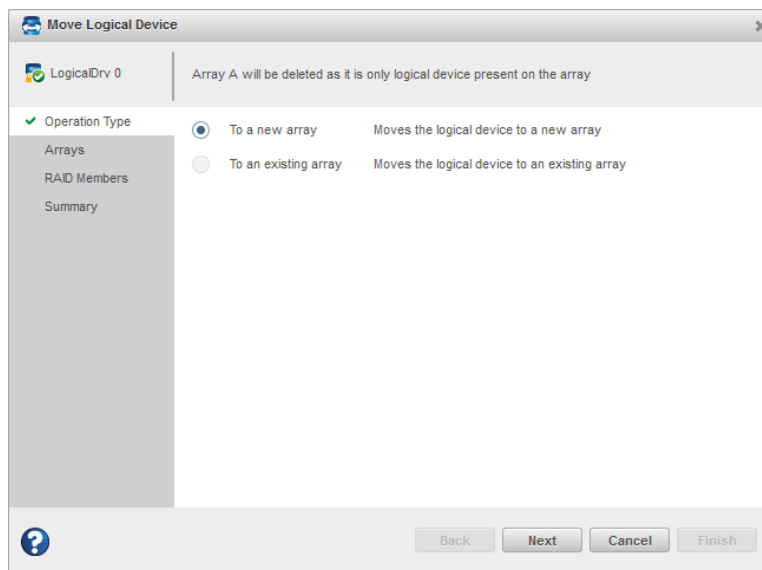 Move Logical Device
LogicalDrv 0
Array A will be deleted as it is only logical device present on the array
Operation Type
Arrays
RAID Members
Summary
To a new array Moves the logical device to a new array
To an existing array Moves the logical device to an existing array
? Back Next Cancel Finish